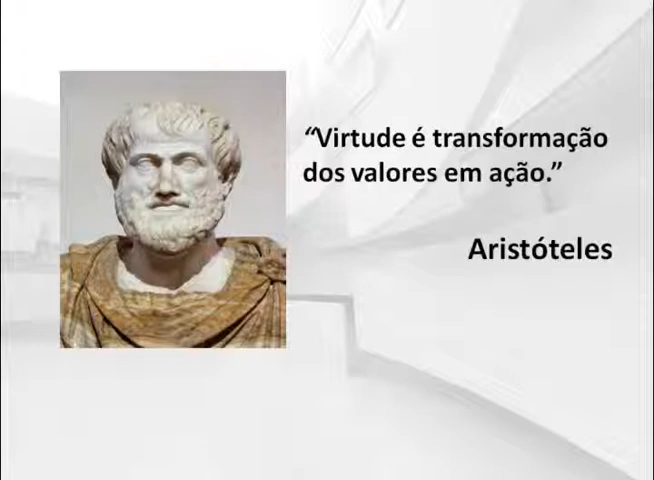 “Virtude é transformação
dos valores em ação.”
Aristóteles